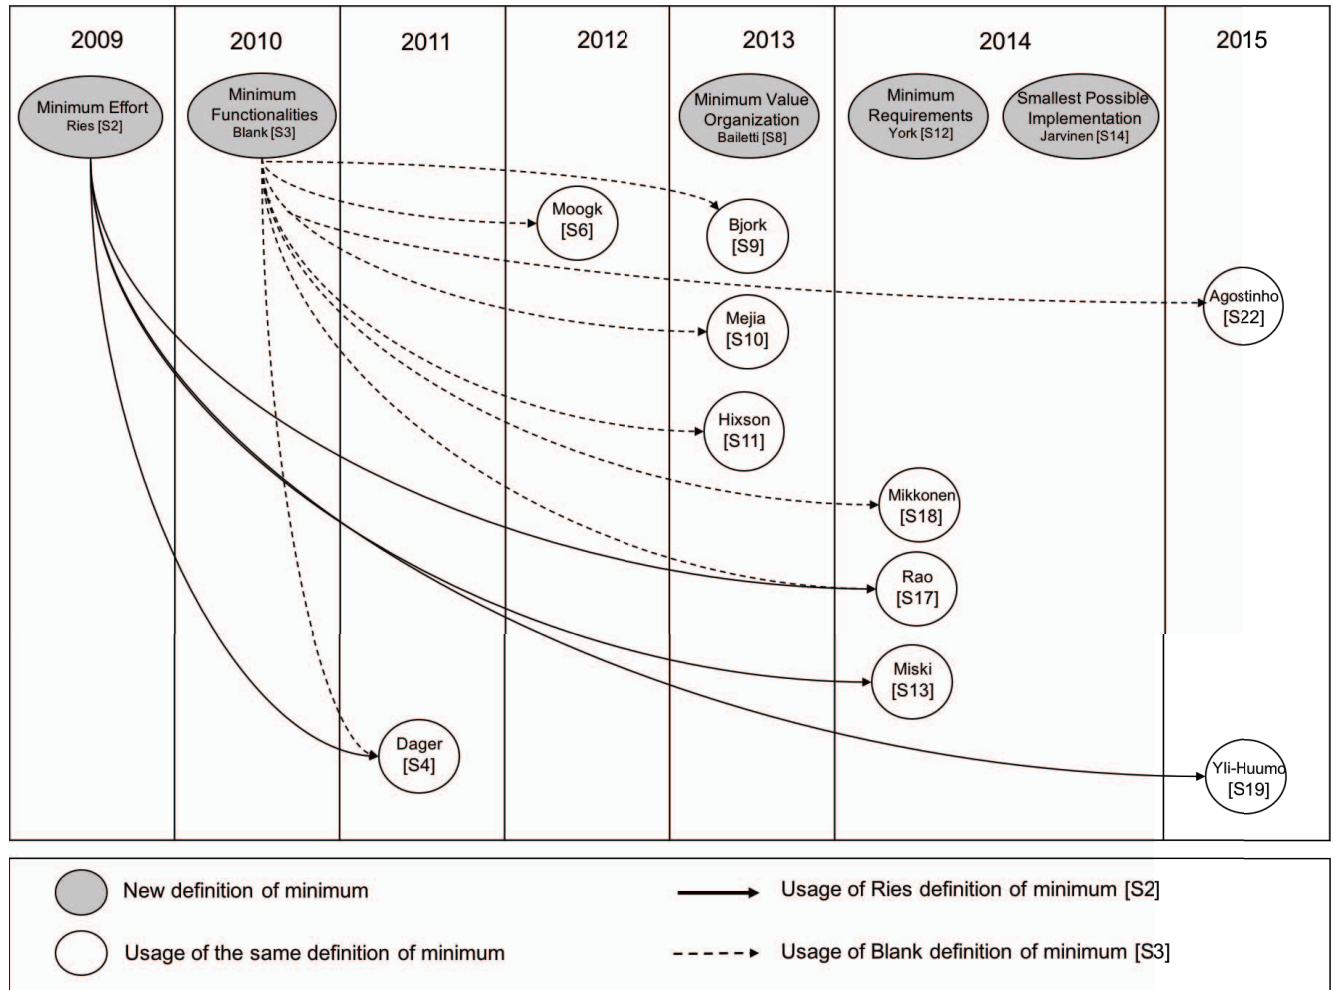 2009
2010
2011
2012
2013
2014
2015
Minimum Effort
Ries [S2]
Minimum
Functionalities
Blank [S3]
Minimum Value
Organization
Bailetti [S8]
Minimum
Requirements
York [S12]
Smallest Possible
Implementation
Jarvinen [S14]
Moogk
[S6]
Bjork
[S9]
Agostinho
[S22]
Mejia
[S10]
Hixson
[S11]
Mikkonen
[S18]
Rao
[S17]
Miski
[S13]
Dager
[S4]
Yli-Huumo
[S19]
New definition of minimum
Usage of Ries definition of minimum [S2]
Usage of the same definition of minimum
Usage of Blank definition of minimum [S3]